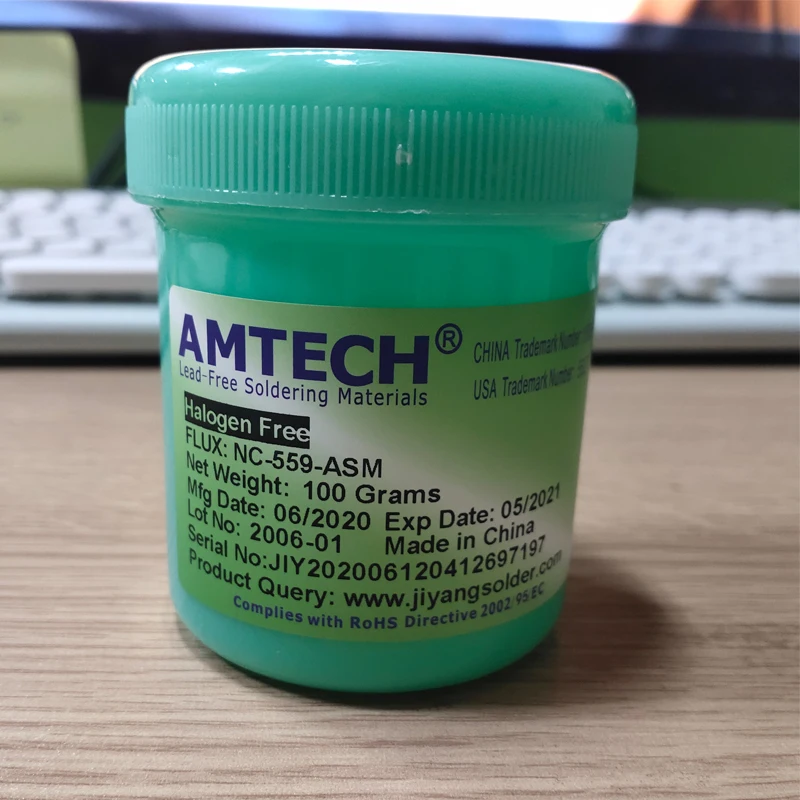 AMTECH®
Lead-Free Soldering Materials
CHINA Trademark Number
USA Trademark Number
Halogen Free
FLUX: NC-559-ASM
Net Weight: 100 Grams
Mfg Date: 06/2020 Exp Date: 05/2021
Lot No: 2006-01 Made in China
Serial No:JIY202006120412697197
Product Query: www.jiyangsolder.com
Complies with RoHS Directive 2002/95/EC